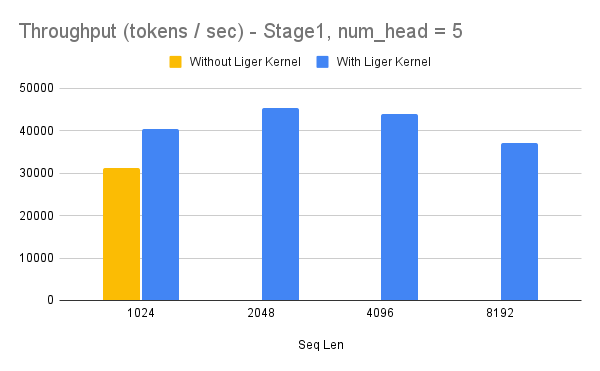 Throughput (tokens / sec) - Stage1, num_head = 5
Without Liger Kernel With Liger Kernel
50000
40000
30000
20000
10000
0
1024 2048 4096 8192
Seq Len